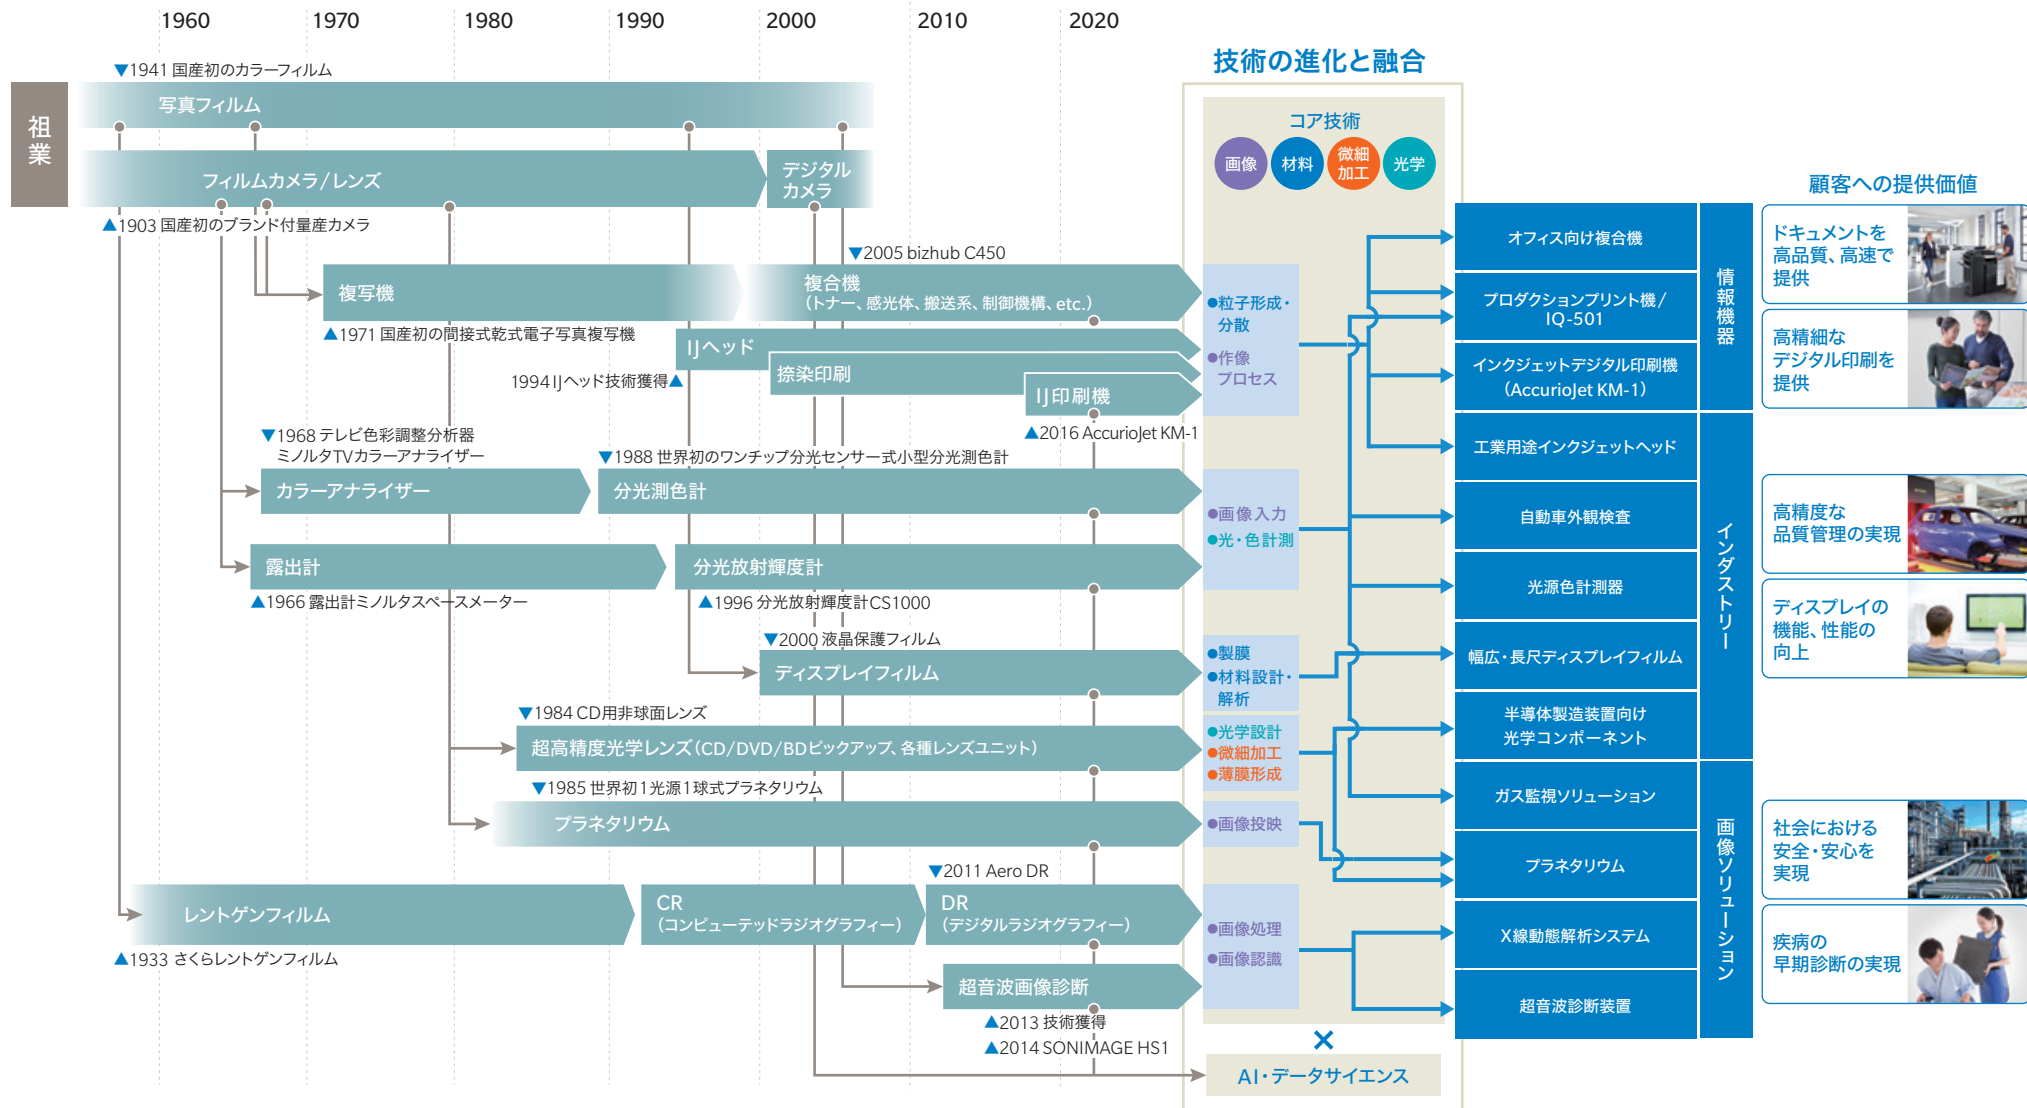 1960
1970
1980
1990
2000
2010
2020
祖業
▼1941 国産初のカラーフィルム
写真フィルム
フィルムカメラ/レンズ
デジタル
カメラ
▲1903 国産初のブランド付量産カメラ
▼2005 bizhub C450
複写機
複合機
（トナー、感光体、搬送系、制御機構、etc.）
▲1971 国産初の間接式乾式電子写真複写機
IJヘッド
1994 IJヘッド技術獲得▲
捺染印刷
IJ印刷機
▲2016 AccurioJet KM-1
▼1968 テレビ色彩調整分析器
ミノルタTVカラーアナライザー
▼1988 世界初のワンチップ分光センサー式小型分光測色計
カラーアナライザー
分光測色計
露出計
分光放射輝度計
▲1966 露出計ミノルタスペースメーター
▲1996 分光放射輝度計CS1000
▼2000 液晶保護フィルム
ディスプレイフィルム
▼1984 CD用非球面レンズ
超高精度光学レンズ（CD/DVD/BDピックアップ、各種レンズユニット）
▼1985 世界初1光源1球式プラネタリウム
プラネタリウム
▼2011 Aero DR
レントゲンフィルム
CR
（コンピューテッドラジオグラフィー）
DR
（デジタルラジオグラフィー）
▲1933 さくらレントゲンフィルム
超音波画像診断
▲2013 技術獲得
▲2014 SONIMAGE HS1
技術の進化と融合
コア技術
画像
材料
微細
加工
光学
●粒子形成・
分散
●作像
プロセス
●画像入力
●光・色計測
●製膜
●材料設計・
解析
●光学設計
●微細加工
●薄膜形成
●画像投映
●画像処理
●画像認識
×
AI・データサイエンス
オフィス向け複合機
プロダクションプリント機/
IQ-501
インクジェットデジタル印刷機
（AccurioJet KM-1）
工業用途インクジェットヘッド
自動車外観検査
光源色計測器
幅広・長尺ディスプレイフィルム
半導体製造装置向け
光学コンポーネント
ガス監視ソリューション
プラネタリウム
X線動態解析システム
超音波診断装置
情報機器
インダストリー
画像ソリューション
顧客への提供価値
ドキュメントを
高品質、高速で
提供
高精細な
デジタル印刷を
提供
高精度な
品質管理の実現
ディスプレイの
機能、性能の
向上
社会における
安全・安心を
実現
疾病の
早期診断の実現